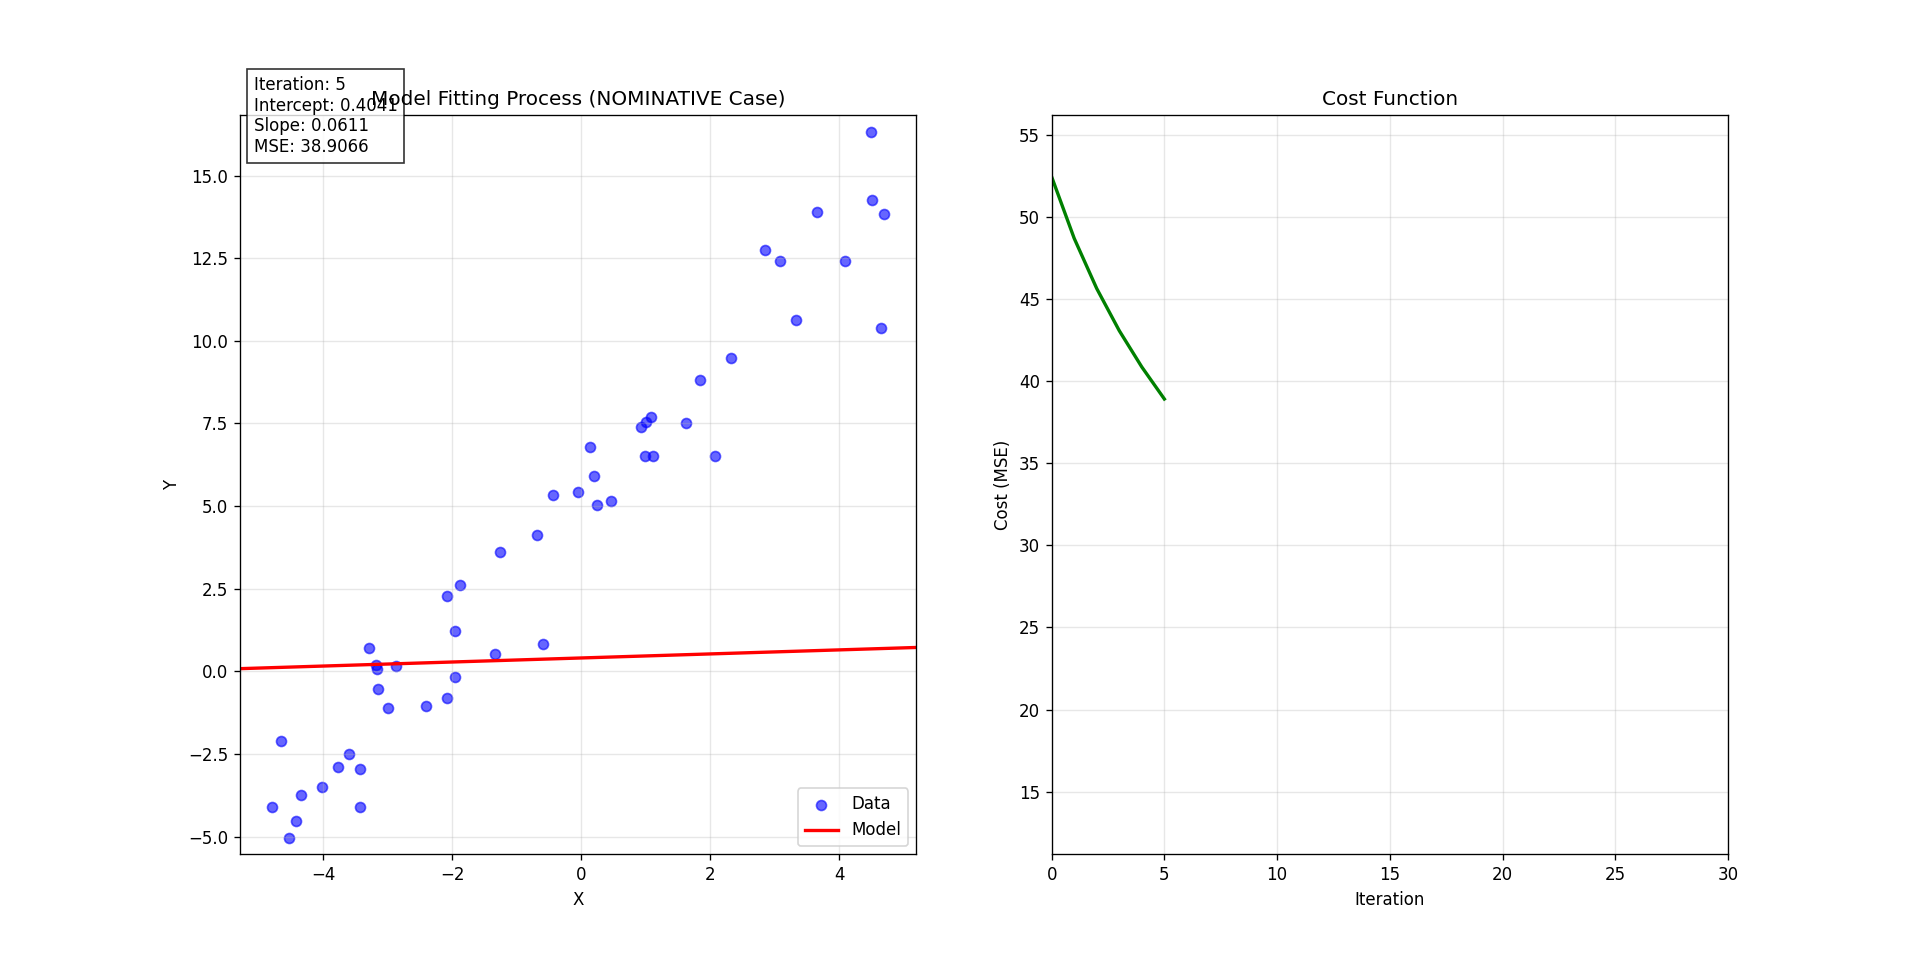 Iteration: 5
Intercept: 0.4041
Slope: 0.0611
MSE: 38.9066
Model Fitting Process (NOMINATIVE Case)
15.0
12.5
10.0
7.5
5.0
2.5
0.0
−2.5
−5.0
Y
−4
−2
0
2
4
X
Data
Model
Cost Function
55
50
45
40
35
30
25
20
15
Cost (MSE)
0
5
10
15
20
25
30
Iteration